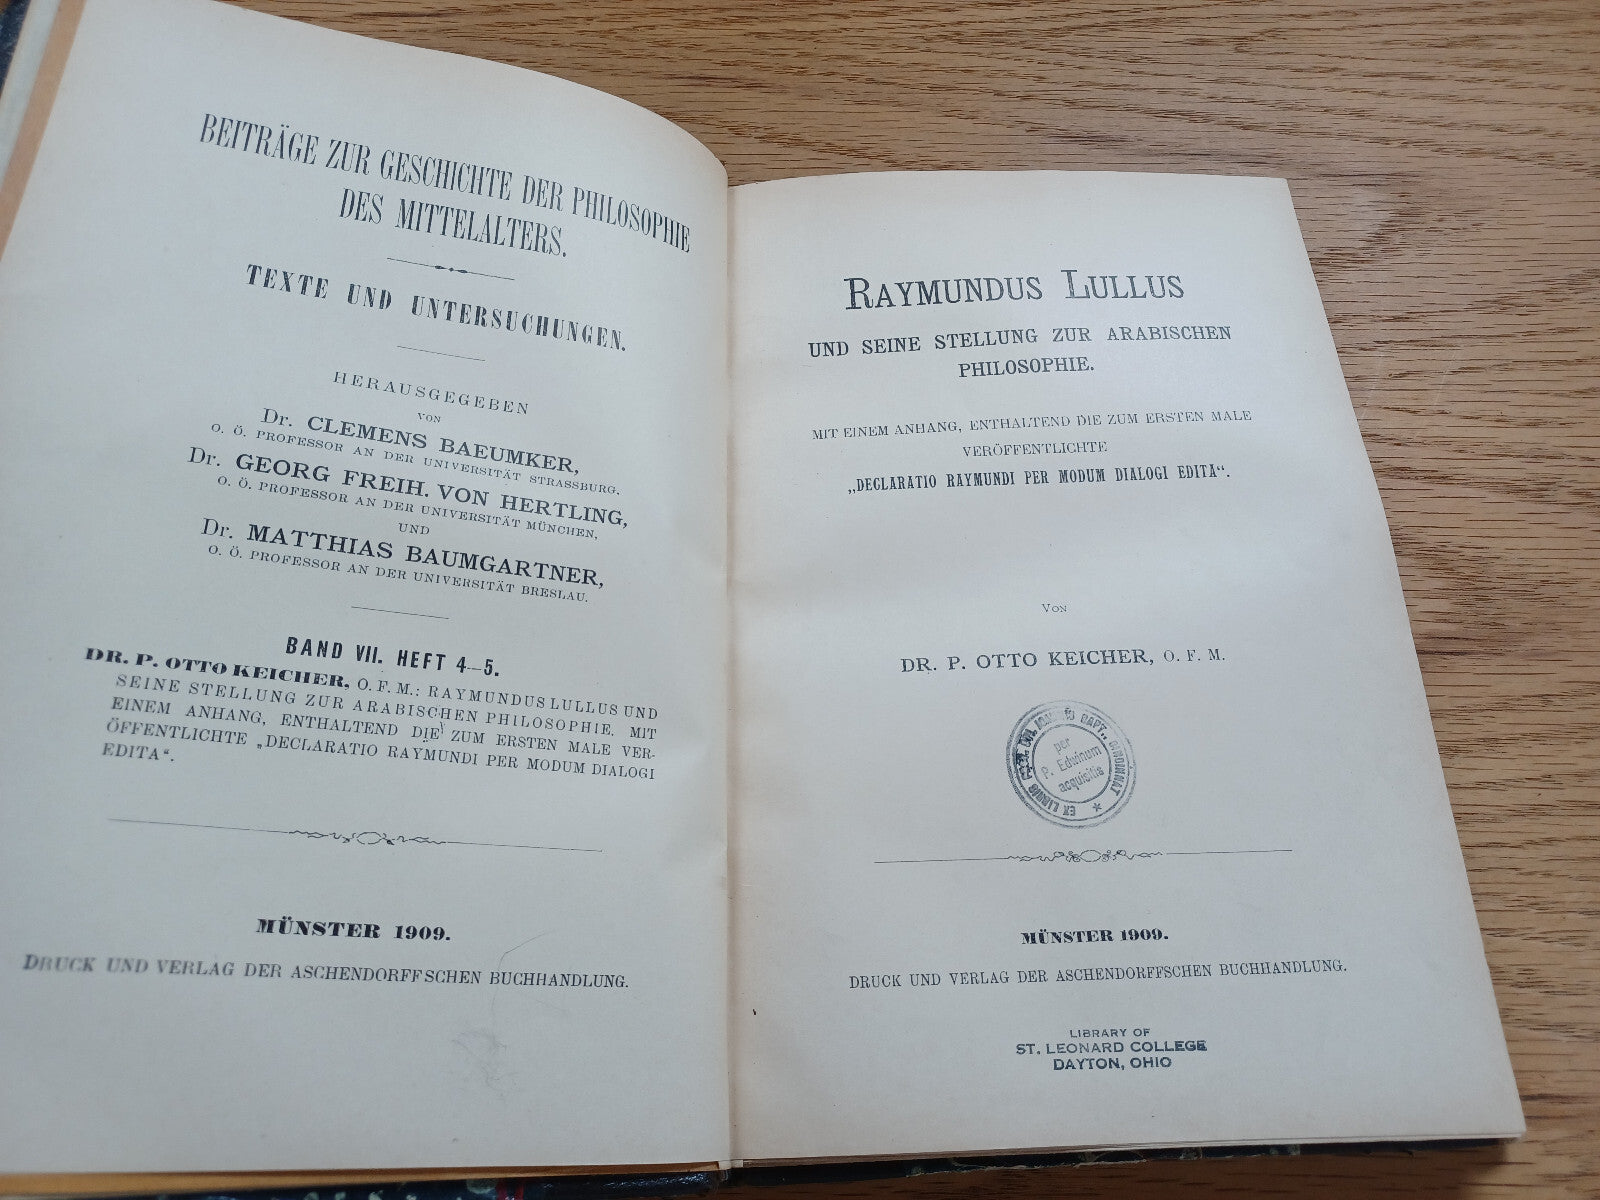 BEITRÄGE ZUR GESCHICHTE DER PHILOSOPHIE
DES MITTELALTERS.
TEXTE UND UNTERSUCHUNGEN.
HERAUSGEGEBEN
VON
Dr. CLEMENS BAEUMKER,
O. Ö. PROFESSOR AN DER UNIVERSITÄT STRASSBURG,
Dr. GEORG FREIH. VON HERTLING,
O. Ö. PROFESSOR AN DER UNIVERSITÄT MÜNCHEN,
UND
Dr. MATTHIAS BAUMGARTNER,
O. Ö. PROFESSOR AN DER UNIVERSITÄT BRESLAU.
BAND VII. HEFT 4–5.
DR. P. OTTO KEICHER, O. F. M.: RAYMUNDUS LULLUS UND
SEINE STELLUNG ZUR ARABISCHEN PHILOSOPHIE. MIT
EINEM ANHANG, ENTHALTEND DIE ZUM ERSTEN MALE VER-
ÖFFENTLICHTE „DECLARATIO RAYMUNDI PER MODUM DIALOGI
EDITA“.
MÜNSTER 1909.
DRUCK UND VERLAG DER ASCHENDORFFSCHEN BUCHHANDLUNG.
RAYMUNDUS LULLUS
UND SEINE STELLUNG ZUR ARABISCHEN
PHILOSOPHIE.
MIT EINEM ANHANG, ENTHALTEND DIE ZUM ERSTEN MALE
VERÖFFENTLICHTE
„DECLARATIO RAYMUNDI PER MODUM DIALOGI EDITA“.
VON
DR. P. OTTO KEICHER, O. F. M.
EX LIBRIS BAPT., CINCINNAT
per
P. Edwinum
acquisitis
MÜNSTER 1909.
DRUCK UND VERLAG DER ASCHENDORFFSCHEN BUCHHANDLUNG.
LIBRARY OF
ST. LEONARD COLLEGE
DAYTON, OHIO